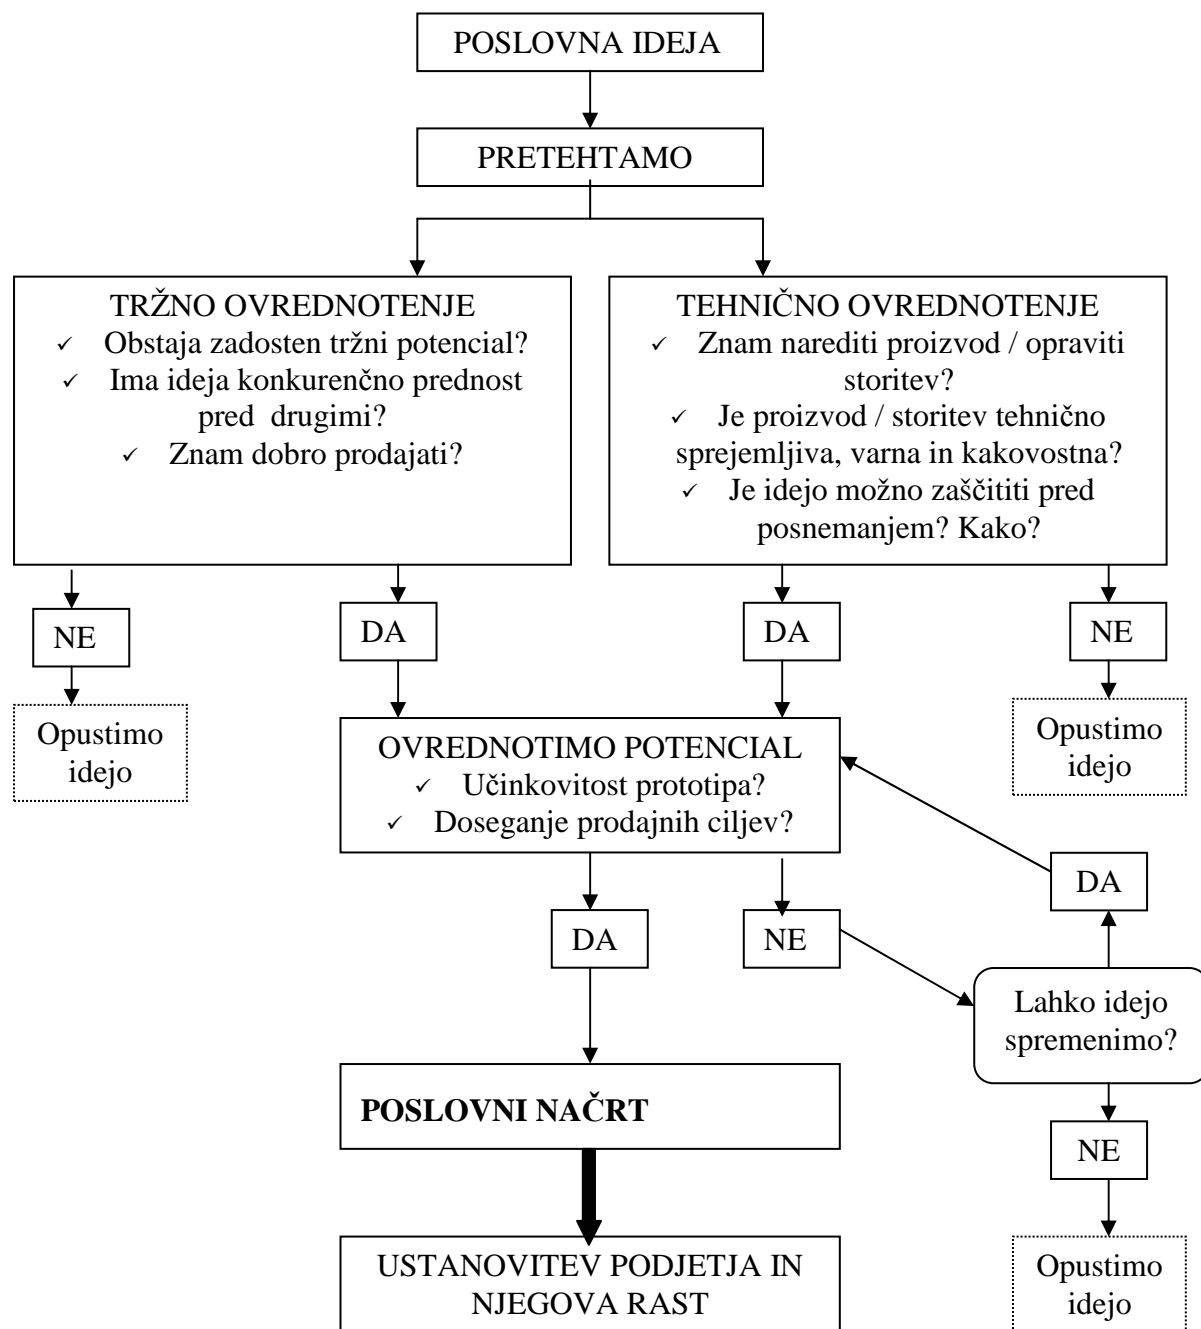 POSLOVNA IDEJA
PRETEHTAMO
TRŽNO OVREDNOTENJE
✓ Obstaja zadosten tržni potencial?
✓ Ima ideja konkurenčno prednost
pred drugimi?
✓ Znam dobro prodajati?
TEHNIČNO OVREDNOTENJE
✓ Znam narediti proizvod / opraviti
storitev?
✓ Je proizvod / storitev tehnično
sprejemljiva, varna in kakovostna?
✓ Je idejo možno zaščititi pred
posnemanjem? Kako?
NE
DA
DA
NE
Opustimo
idejo
OVREDNOTIMO POTENCIAL
✓ Učinkovitost prototipa?
✓ Doseganje prodajnih ciljev?
Opustimo
idejo
DA
DA
NE
Lahko idejo
spremenimo?
POSLOVNI NAČRT
NE
USTANOVITEV PODJETJA IN
NJEGOVA RAST
Opustimo
idejo